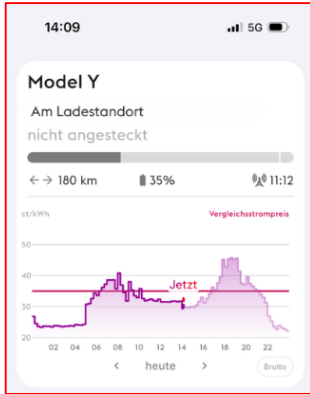 14:09 5G
Model Y
Am Ladestandort
nicht angesteckt
←→ 180 km 35% 11:12
ct/kWh Vergleichsstrompreis
50
40
Jetzt
30
20
02 04 06 08 10 12 14 16 18 20 22
< heute >
Brutto